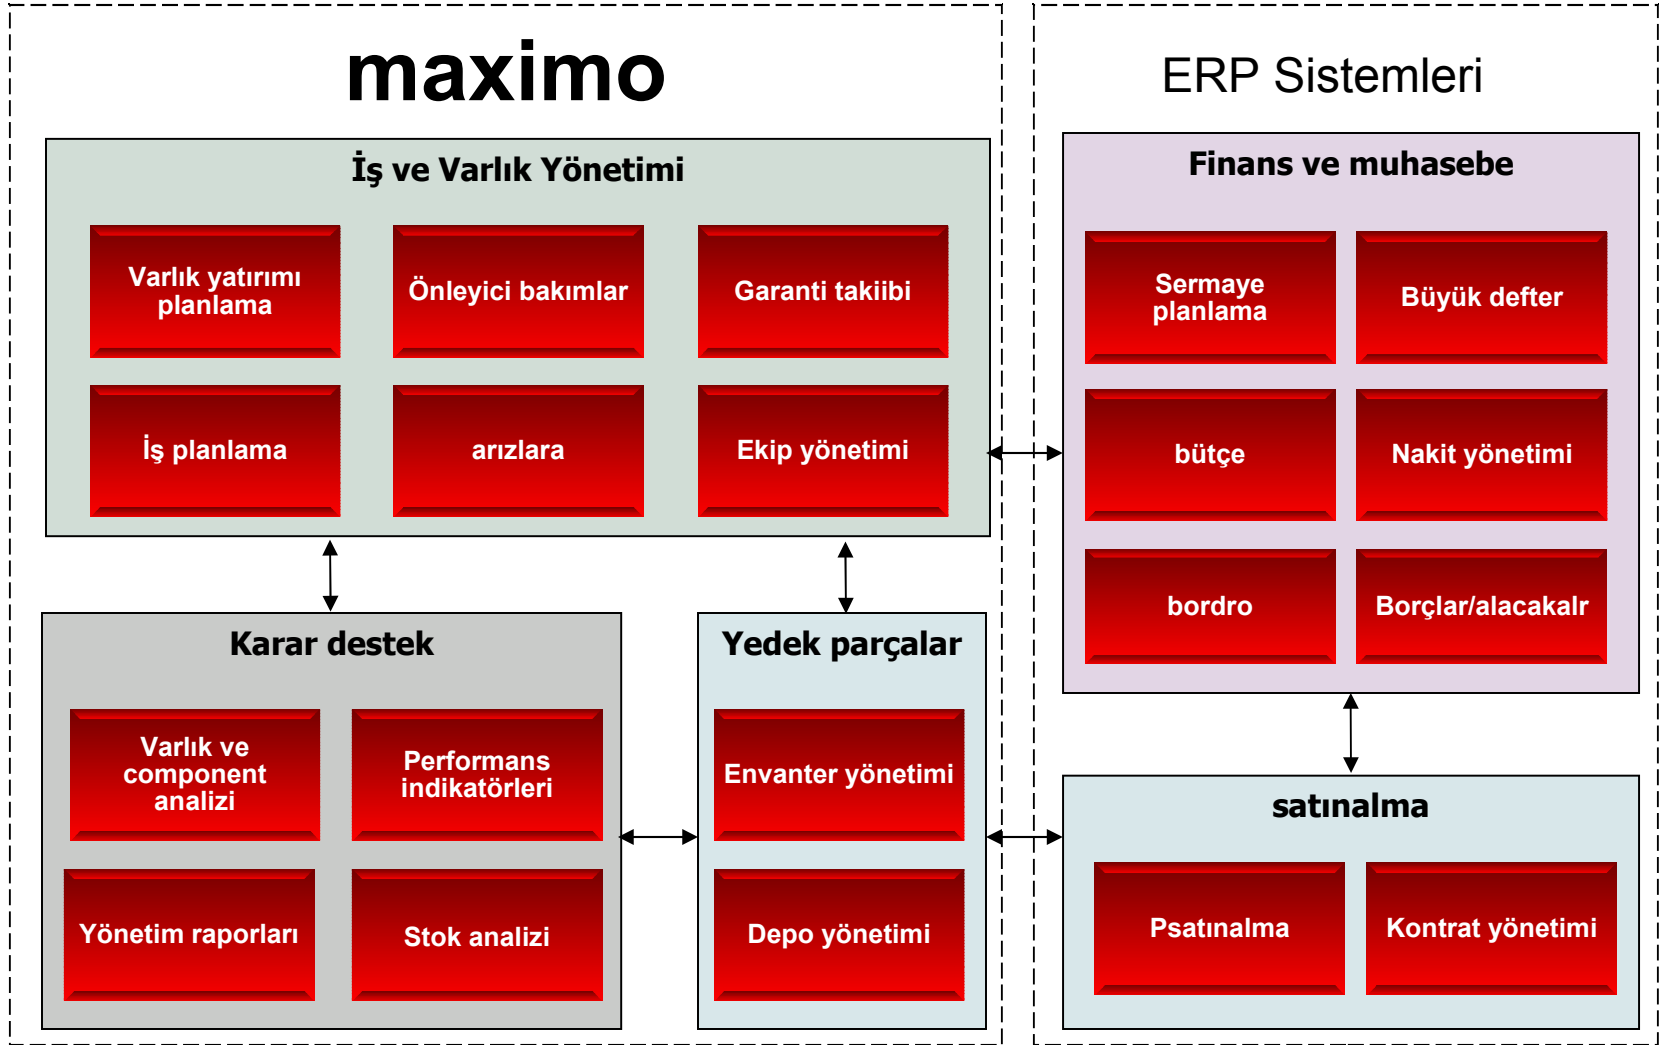 maximo
İş ve Varlık Yönetimi
Varlık yatırımı
planlama
Önleyici bakımlar
Garanti takiibi
İş planlama
arızlara
Ekip yönetimi
Karar destek
Varlık ve
component
analizi
Performans
indikatörleri
Yönetim raporları
Stok analizi
Yedek parçalar
Envanter yönetimi
Depo yönetimi
ERP Sistemleri
Finans ve muhasebe
Sermaye
planlama
Büyük defter
bütçe
Nakit yönetimi
bordro
Borçlar/alacakalr
satınalma
Psatınalma
Kontrat yönetimi